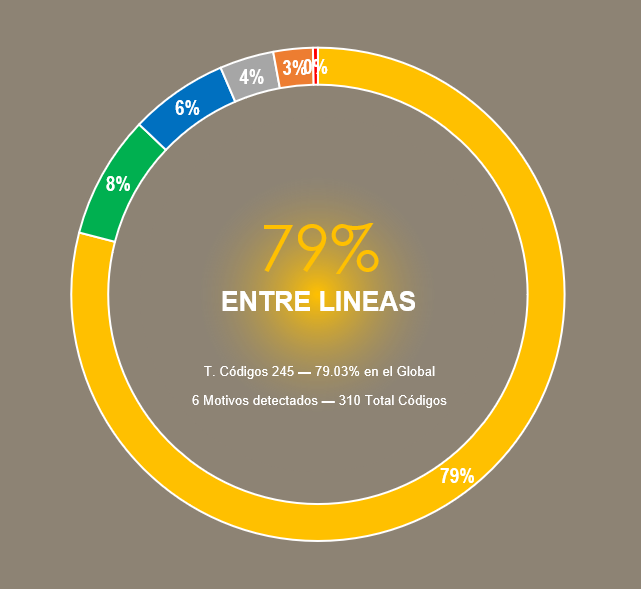 3%
0%
4%
6%
8%
79%
ENTRE LINEAS
T. Códigos 245 — 79.03% en el Global
6 Motivos detectados — 310 Total Códigos
79%